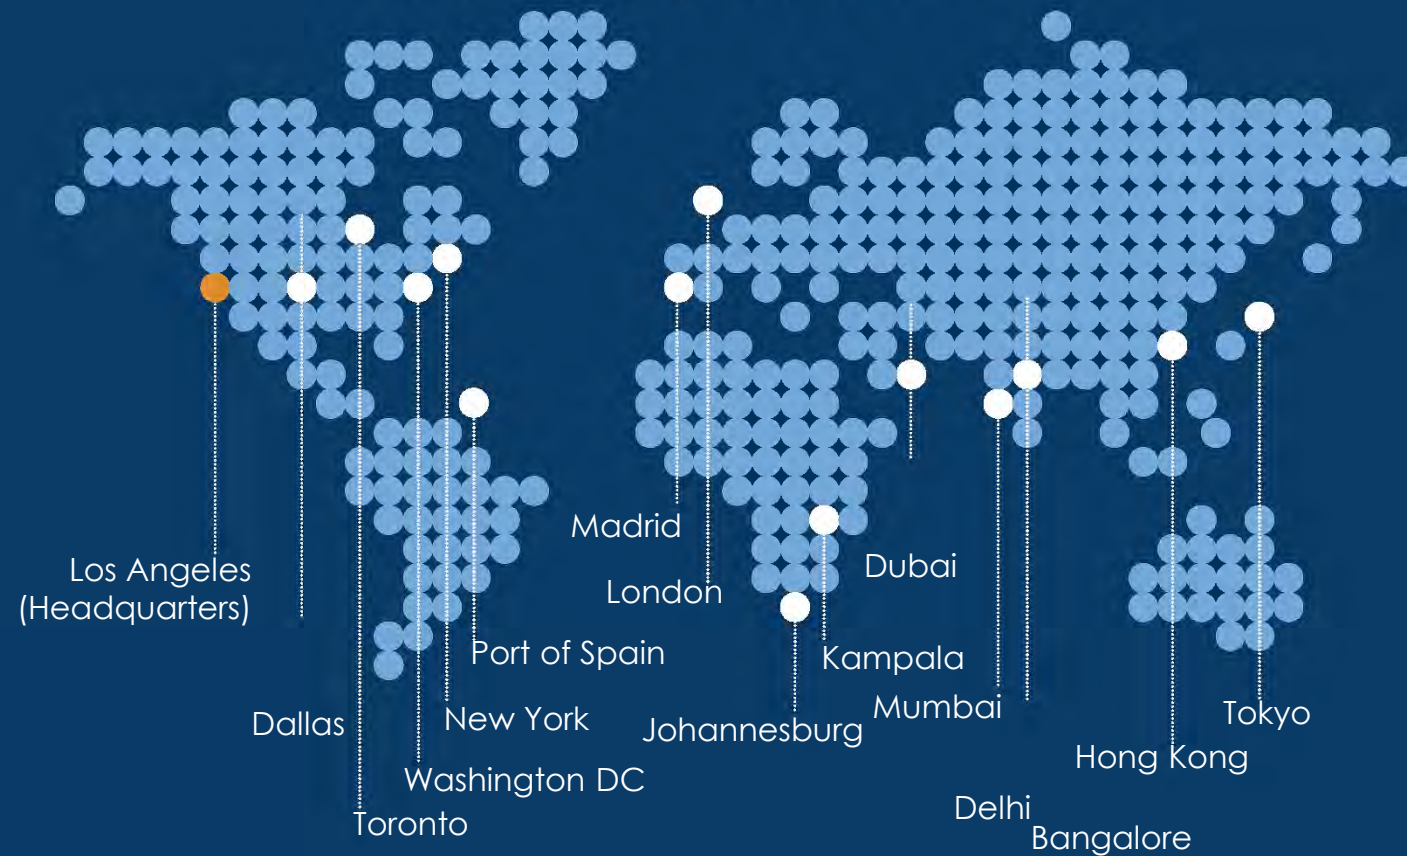 Madrid
Dubai
Los Angeles
(Headquarters)
London
Port of Spain
Kampala
Mumbai
Tokyo
New York
Dallas
Johannesburg
Hong Kong
Washington DC
Delhi
Toronto
Bangalore